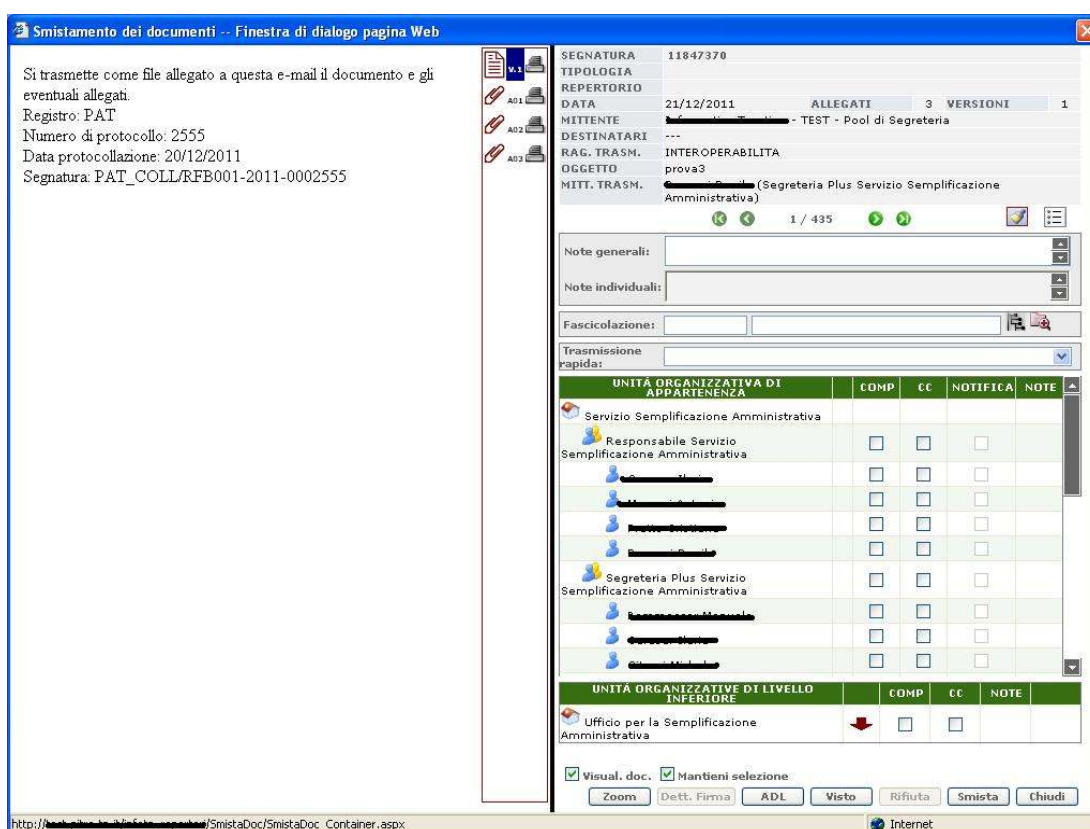 Smistamento dei documenti -- Finestra di dialogo pagina Web
Si trasmette come file allegato a questa e-mail il documento e gli
eventuali allegati.
Registro: PAT
Numero di protocollo: 2555
Data protocollazione: 20/12/2011
Segnatura: PAT_COLL/RFB001-2011-0002555
V.1
A01
A02
A03
SEGNATURA 11847370
TIPOLOGIA
REPERTORIO
DATA 21/12/2011 ALLEGATI 3 VERSIONI 1
MITTENTE - TEST - Pool di Segreteria
DESTINATARI ---
RAG. TRASM. INTEROPERABILITA
OGGETTO prova3
MITT. TRASM. (Segreteria Plus Servizio Semplificazione
Amministrativa)
1 / 435
Note generali:
Note individuali:
Fascicolazione:
Trasmissione
rapida:
UNITÁ ORGANIZZATIVA DI
APPARTENENZA COMP CC NOTIFICA NOTE
Servizio Semplificazione Amministrativa
Responsabile Servizio
Semplificazione Amministrativa
Segreteria Plus Servizio
Semplificazione Amministrativa
UNITÁ ORGANIZZATIVE DI LIVELLO
INFERIORE COMP CC NOTE
Ufficio per la Semplificazione
Amministrativa
Visual. doc. Mantieni selezione
Zoom Dett. Firma ADL Visto Rifiuta Smista Chiudi
http:// /SmistaDoc/SmistaDoc_Container.aspx Internet